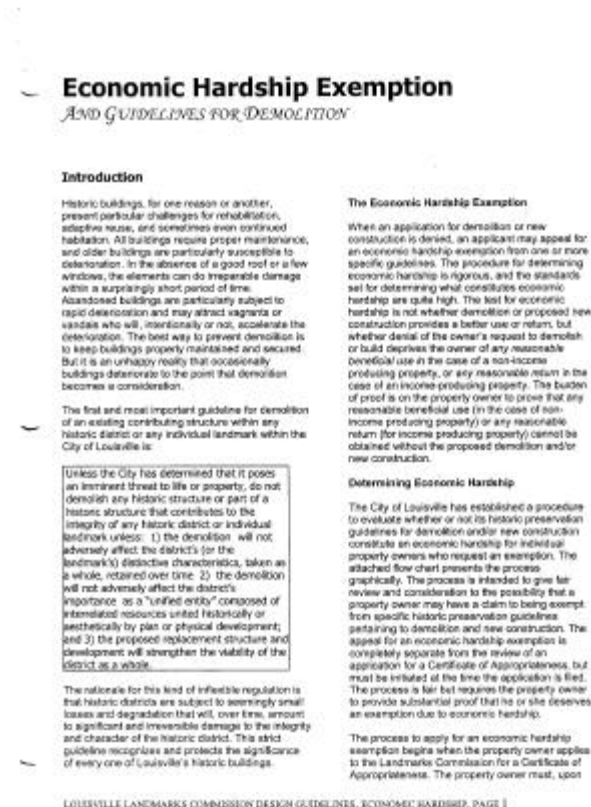 Economic Hardship Exemption
AND GUIDELINES FOR DEMOLITION
Introduction
Historic buildings, for one reason or another,
present particular challenges for rehabilitation,
adaptive reuse, and sometimes even continued
habitation. All buildings require proper maintenance,
and older buildings are particularly susceptible to
deterioration. In the absence of a good roof or a few
windows, the elements can do irreparable damage
within a surprisingly short period of time.
Abandoned buildings are particularly subject to
rapid deterioration and may attract vagrants or
vandals who will, intentionally or not, accelerate the
deterioration. The best way to prevent demolition is
to keep buildings properly maintained and secured.
But it is an unhappy reality that occasionally
buildings deteriorate to the point that demolition
becomes a consideration.
The first and most important guideline for demolition
of an existing contributing structure within any
historic district or any individual landmark within the
City of Louisville is:
Unless the City has determined that it poses
an imminent threat to life or property, do not
demolish any historic structure or part of a
historic structure that contributes to the
integrity of any historic district or individual
landmark unless: 1) the demolition will not
adversely affect the district's (or the
landmark's) distinctive characteristics, taken as
a whole, retained over time 2) the demolition
will not adversely affect the district's
importance as a "unified entity" composed of
interrelated resources united historically or
aesthetically by plan or physical development;
and 3) the proposed replacement structure and
development will strengthen the viability of the
district as a whole.
The rationale for this kind of inflexible regulation is
that historic districts are subject to seemingly small
losses and degradation that will, over time, amount
to significant and irreversible damage to the integrity
and character of the historic district. This strict
guideline recognizes and protects the significance
of every one of Louisville's historic buildings.
The Economic Hardship Exemption
When an application for demolition or new
construction is denied, an applicant may appeal for
an economic hardship exemption from one or more
specific guidelines. The procedure for determining
economic hardship is rigorous, and the standards
set for determining what constitutes economic
hardship are quite high. The test for economic
hardship is not whether demolition or proposed new
construction provides a better use or return, but
whether denial of the owner's request to demolish
or build deprives the owner of any reasonable
beneficial use in the case of a non-income
producing property, or any reasonable return in the
case of an income-producing property. The burden
of proof is on the property owner to prove that any
reasonable beneficial use (in the case of non-
income producing property) or any reasonable
return (for income producing property) cannot be
obtained without the proposed demolition and/or
new construction.
Determining Economic Hardship
The City of Louisville has established a procedure
to evaluate whether or not its historic preservation
guidelines for demolition and/or new construction
constitute an economic hardship for individual
property owners who request an exemption. The
attached flow chart presents the process
graphically. The process is intended to give fair
review and consideration to the possibility that a
property owner may have a claim to being exempt
from specific historic preservation guidelines
pertaining to demolition and new construction. The
appeal for an economic hardship exemption is
completely separate from the review of an
application for a Certificate of Appropriateness, but
must be initiated at the time the application is filed.
The process is fair but requires the property owner
to provide substantial proof that he or she deserves
an exemption due to economic hardship.
The process to apply for an economic hardship
exemption begins when the property owner applies
to the Landmarks Commission for a Certificate of
Appropriateness. The property owner must, upon
LOUISVILLE LANDMARKS COMMISSION DESIGN GUIDELINES, ECONOMIC HARDSHIP, PAGE 1